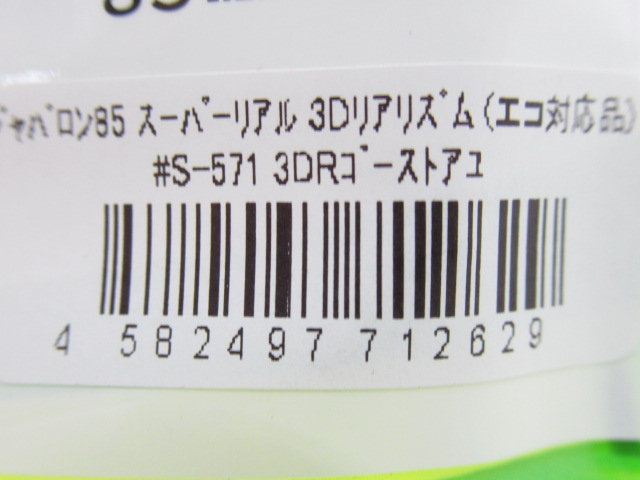 ジャバロン85 スーパーリアル 3Dリアリズム(エコ対応品)
#S-571 3DRゴーストアユ
4 582497 712629